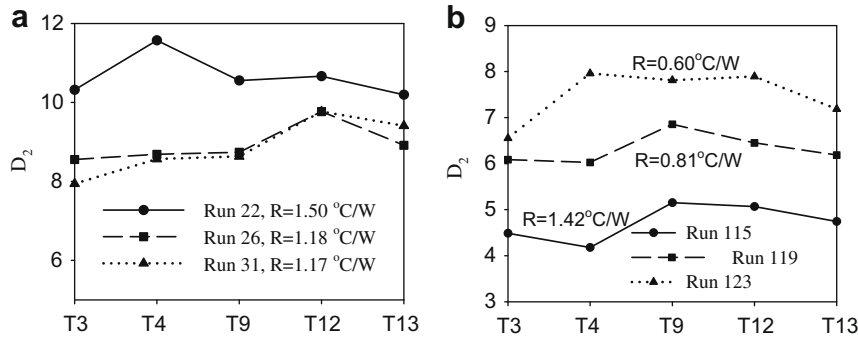 a
12
10
8
6
D2
T3 T4 T9 T12 T13
Run 22, R=1.50 °C/W
Run 26, R=1.18 °C/W
Run 31, R=1.17 °C/W
b
9
8
7
6
5
4
3
D2
T3 T4 T9 T12 T13
R=0.60°C/W
R=0.81°C/W
R=1.42°C/W
Run 115
Run 119
Run 123